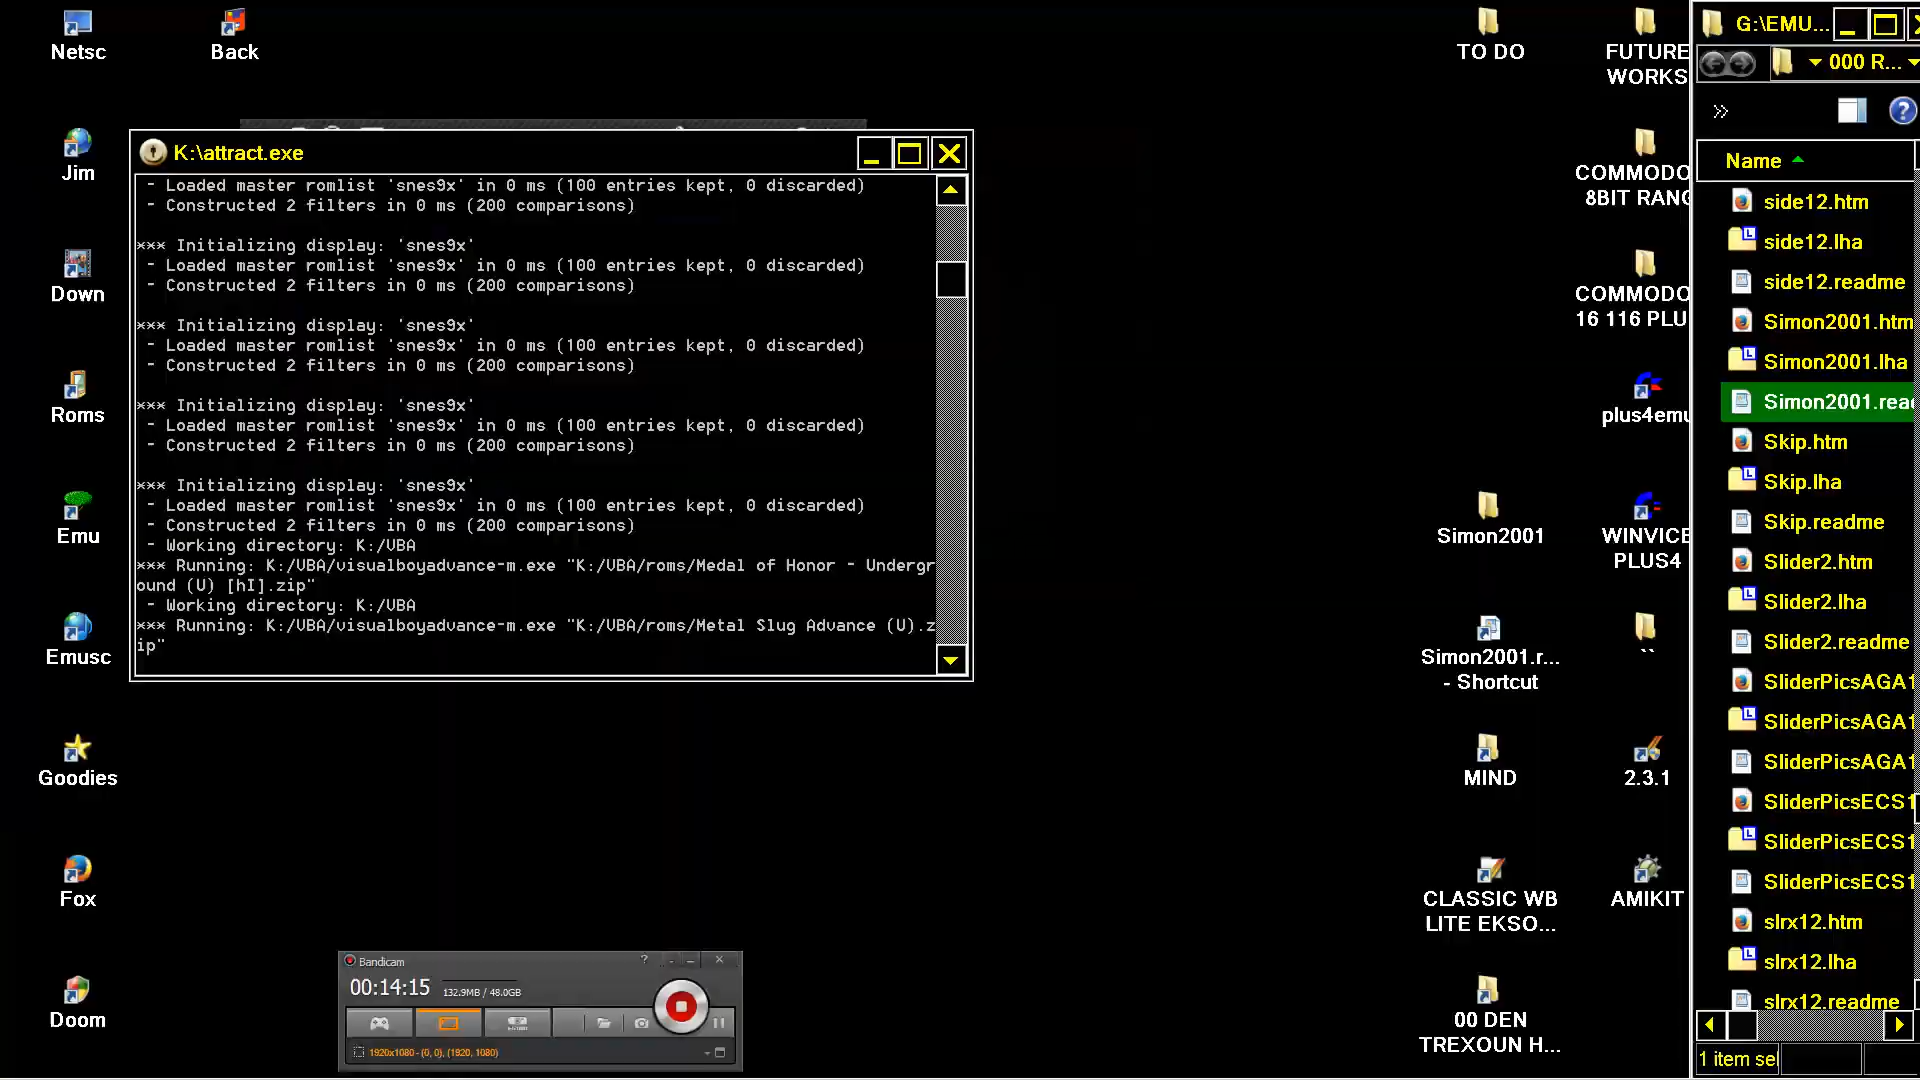 Netsc
Back
Jim
Down
Roms
Emu
Emusc
Goodies
Fox
Doom
K:\attract.exe
- Loaded master romlist 'snes9x' in 0 ms (100 entries kept, 0 discarded)
- Constructed 2 filters in 0 ms (200 comparisons)
*** Initializing display: 'snes9x'
- Loaded master romlist 'snes9x' in 0 ms (100 entries kept, 0 discarded)
- Constructed 2 filters in 0 ms (200 comparisons)
*** Initializing display: 'snes9x'
- Loaded master romlist 'snes9x' in 0 ms (100 entries kept, 0 discarded)
- Constructed 2 filters in 0 ms (200 comparisons)
*** Initializing display: 'snes9x'
- Loaded master romlist 'snes9x' in 0 ms (100 entries kept, 0 discarded)
- Constructed 2 filters in 0 ms (200 comparisons)
*** Initializing display: 'snes9x'
- Loaded master romlist 'snes9x' in 0 ms (100 entries kept, 0 discarded)
- Constructed 2 filters in 0 ms (200 comparisons)
- Working directory: K:/VBA
*** Running: K:/VBA/visualboyadvance-m.exe "K:/VBA/roms/Medal of Honor - Undergr
ound (U) [hI].zip"
- Working directory: K:/VBA
*** Running: K:/VBA/visualboyadvance-m.exe "K:/VBA/roms/Metal Slug Advance (U).z
ip"
Bandicam
00:14:15
132.9MB / 48.0GB
1920x1080 - (0, 0), (1920, 1080)
TO DO
Simon2001
Simon2001.r...
- Shortcut
MIND
CLASSIC WB
LITE EKSO...
00 DEN
TREXOUN H...
FUTURE
WORKS
COMMODO
8BIT RANG
COMMODO
16 116 PLU
plus4emu
WINVICE
PLUS4
``
2.3.1
AMIKIT
G:\EMU...
000 R...
Name
side12.htm
side12.lha
side12.readme
Simon2001.htm
Simon2001.lha
Simon2001.rea
Skip.htm
Skip.lha
Skip.readme
Slider2.htm
Slider2.lha
Slider2.readme
SliderPicsAGA1
SliderPicsAGA1
SliderPicsAGA1
SliderPicsECS1
SliderPicsECS1
SliderPicsECS1
slrx12.htm
slrx12.lha
slrx12.readme
1 item sel